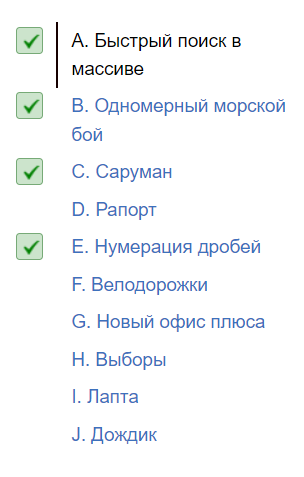 A. Быстрый поиск в
массиве
B. Одномерный морской
бой
C. Саруман
D. Рапорт
E. Нумерация дробей
F. Велодорожки
G. Новый офис плюса
H. Выборы
I. Лапта
J. Дождик